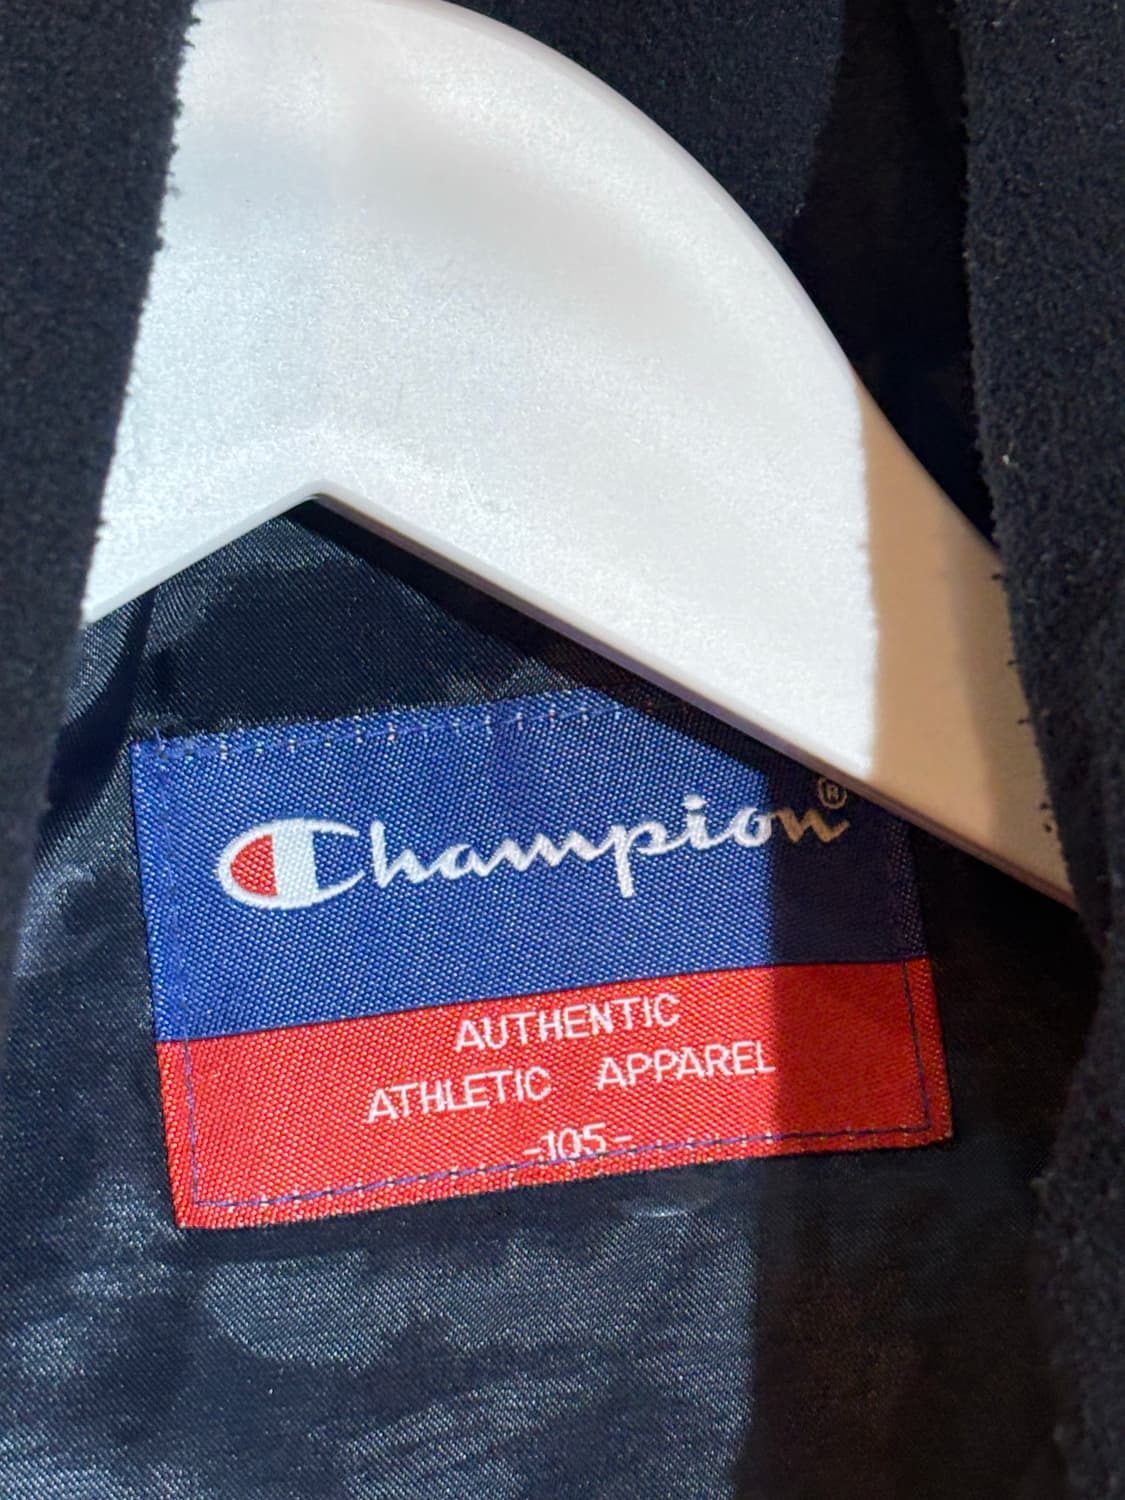 Champion®
AUTHENTIC
ATHLETIC APPAREL
-105-